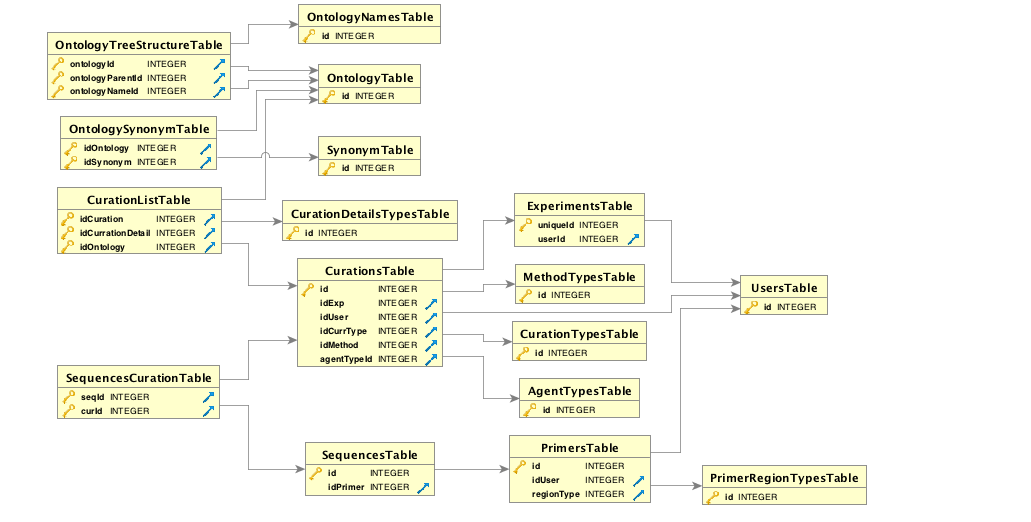 OntologyNamesTable
id INTEGER
OntologyTreeStructureTable
ontologyId INTEGER
ontologyParentId INTEGER
ontologyNameId INTEGER
OntologyTable
id INTEGER
OntologySynonymTable
idOntology INTEGER
idSynonym INTEGER
SynonymTable
id INTEGER
CurationListTable
idCuration INTEGER
idCurrationDetail INTEGER
idOntology INTEGER
CurationDetailsTypesTable
id INTEGER
ExperimentsTable
uniqueId INTEGER
userId INTEGER
CurationsTable
id INTEGER
idExp INTEGER
idUser INTEGER
idCurrType INTEGER
idMethod INTEGER
agentTypeId INTEGER
MethodTypesTable
id INTEGER
UsersTable
id INTEGER
CurationTypesTable
id INTEGER
SequencesCurationTable
seqId INTEGER
curId INTEGER
AgentTypesTable
id INTEGER
SequencesTable
id INTEGER
idPrimer INTEGER
PrimersTable
id INTEGER
idUser INTEGER
regionType INTEGER
PrimerRegionTypesTable
id INTEGER